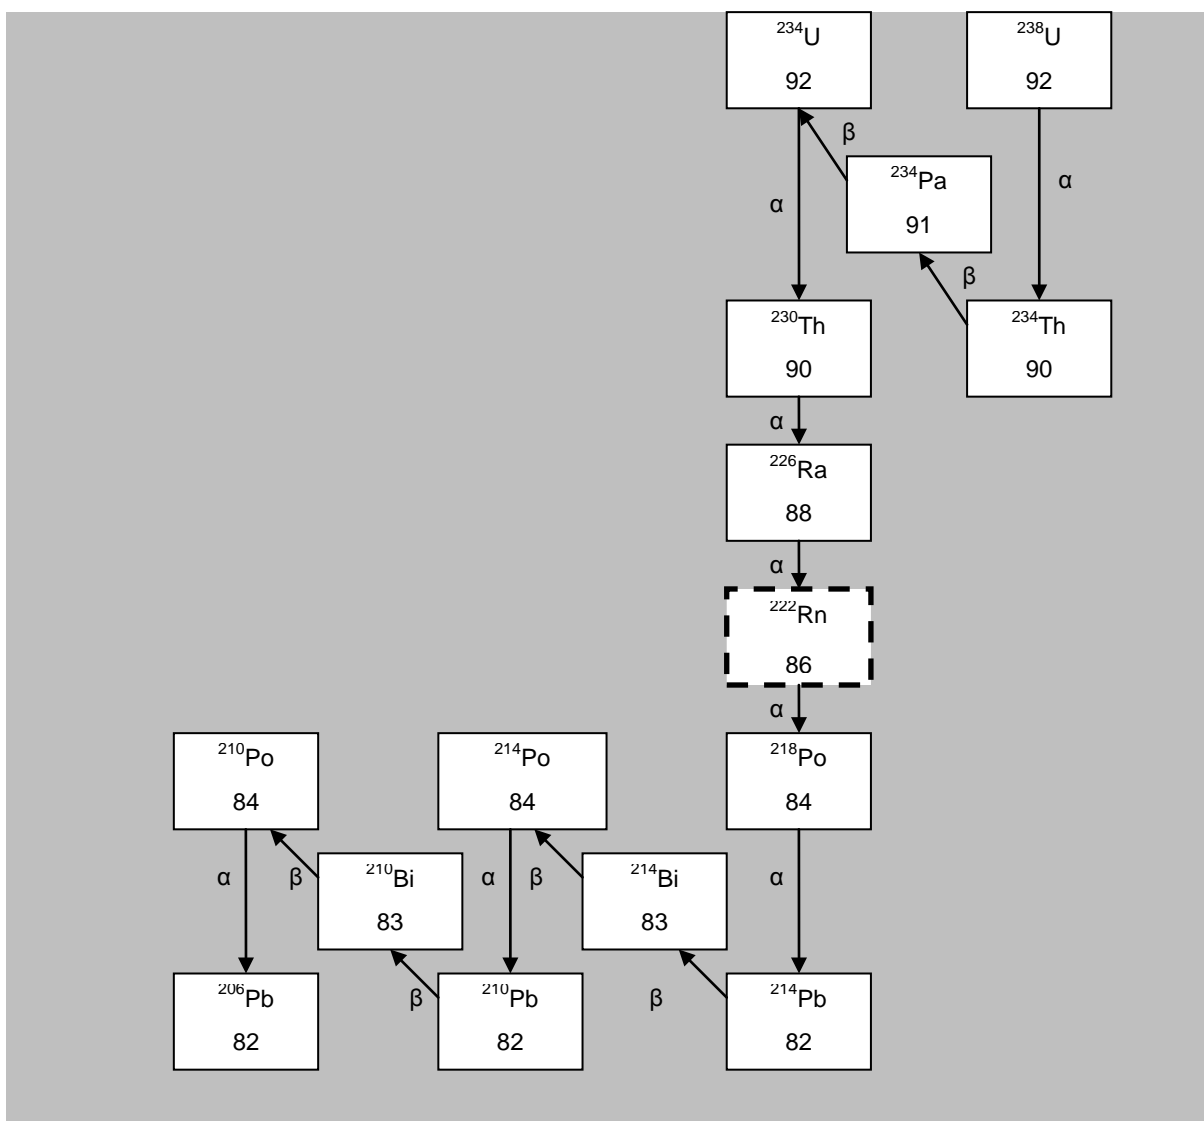 ²³⁴U
92
²³⁸U
92
β
²³⁴Pa
91
α
α
β
²³⁰Th
90
²³⁴Th
90
α
²²⁶Ra
88
α
²²²Rn
86
α
²¹⁰Po
84
²¹⁴Po
84
²¹⁸Po
84
α
β
²¹⁰Bi
83
α
β
²¹⁴Bi
83
α
²⁰⁶Pb
82
β
²¹⁰Pb
82
β
²¹⁴Pb
82